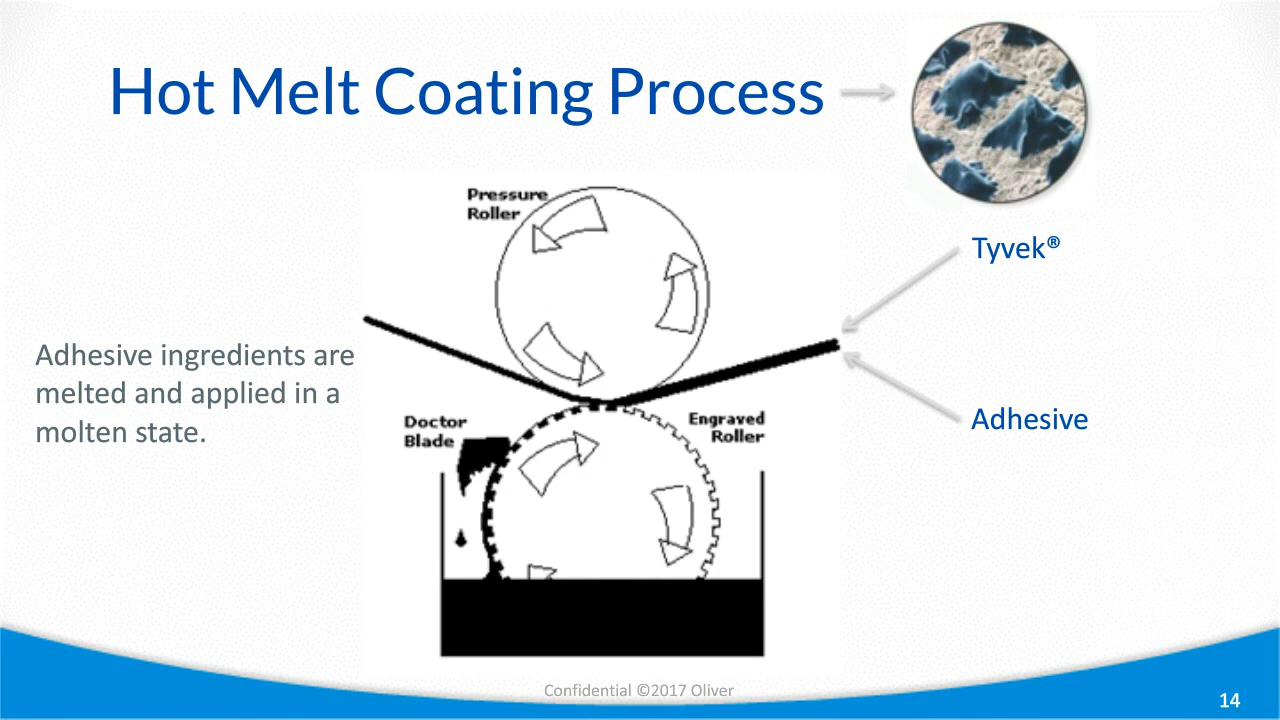 Hot Melt Coating Process
Pressure
Roller
Tyvek®
Adhesive ingredients are
melted and applied in a
molten state.
Doctor
Blade
Engraved
Roller
Adhesive
Confidential ©2017 Oliver
14